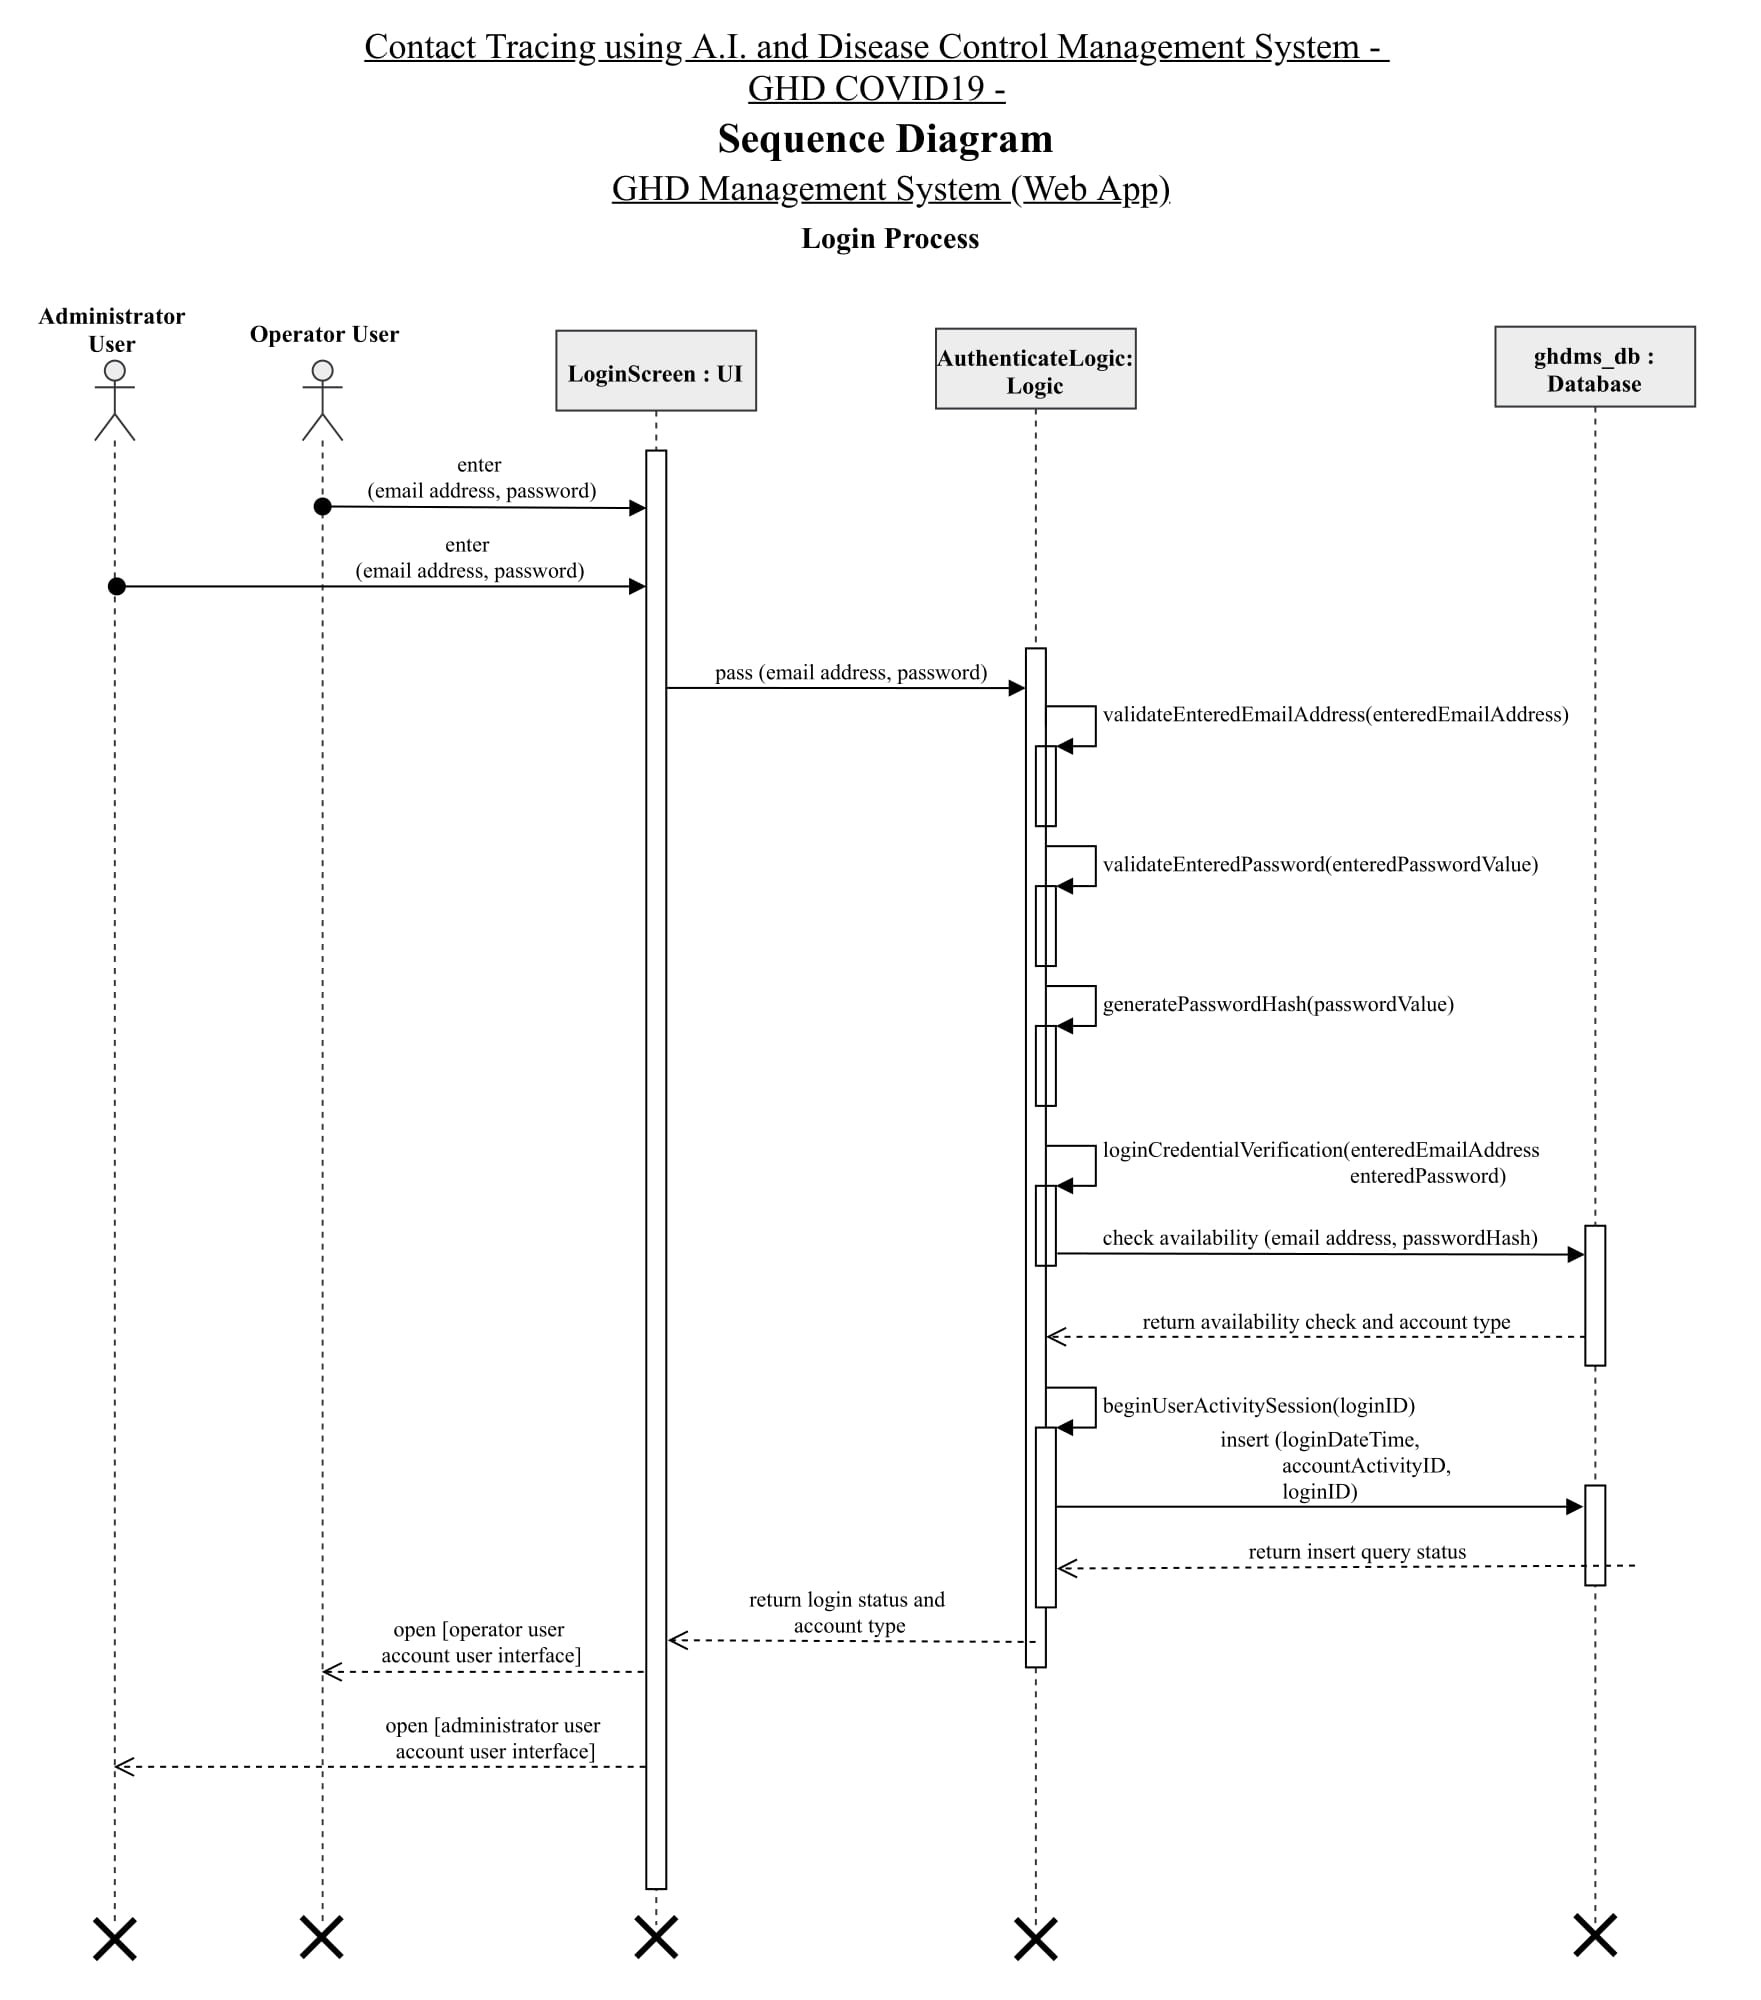 Contact Tracing using A.I. and Disease Control Management System -
GHD COVID19 -
Sequence Diagram
GHD Management System (Web App)
Login Process
Administrator
User
Operator User
LoginScreen : UI
AuthenticateLogic:
Logic
ghdms_db :
Database
enter
(email address, password)
enter
(email address, password)
pass (email address, password)
validateEnteredEmailAddress(enteredEmailAddress)
validateEnteredPassword(enteredPasswordValue)
generatePasswordHash(passwordValue)
loginCredentialVerification(enteredEmailAddress
enteredPassword)
check availability (email address, passwordHash)
return availability check and account type
beginUserActivitySession(loginID)
insert (loginDateTime,
accountActivityID,
loginID)
return insert query status
return login status and
account type
open [operator user
account user interface]
open [administrator user
account user interface]